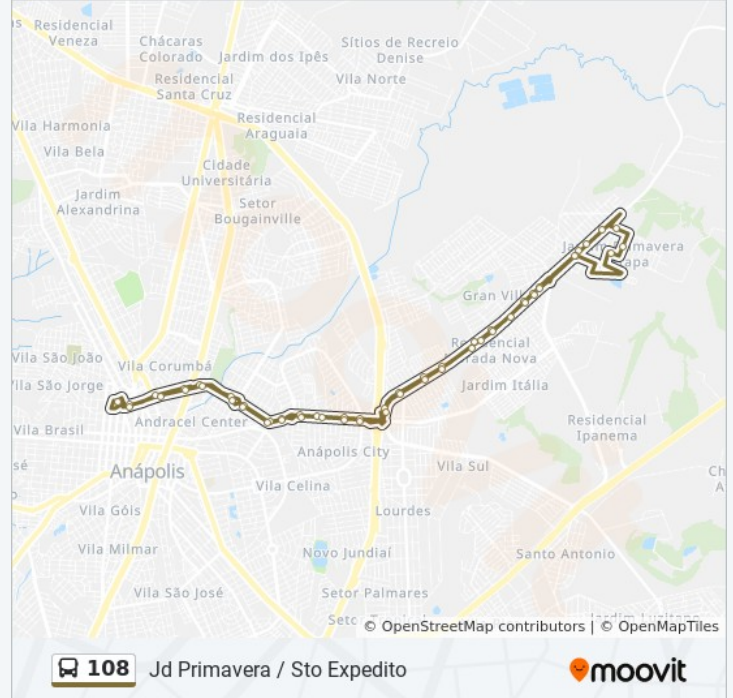 Residencial
Veneza
Chácaras
Colorado
Jardim dos Ipês
Sítios de Recreio
Denise
Vila Norte
Residencial
Santa Cruz
Residencial
Araguaia
Vila Harmonia
Vila Bela
Cidade
Universitária
Jardim
Alexandrina
Setor
Bougainville
Gran Vill
Jardim Itália
Vila São João
Vila Corumbá
Vila São Jorge
Andracel Center
Vila Brasil
Residencial
Ipanema
Anápolis City
Anápolis
Vila Sul
Vila Celina
Vila Góis
Lourdes
Vila Milmar
Novo Jundiaí
Santo Antonio
Vila São José
Setor Palmares
© OpenStreetMap contributors | © OpenMapTiles
108 Jd Primavera / Sto Expedito
moovit